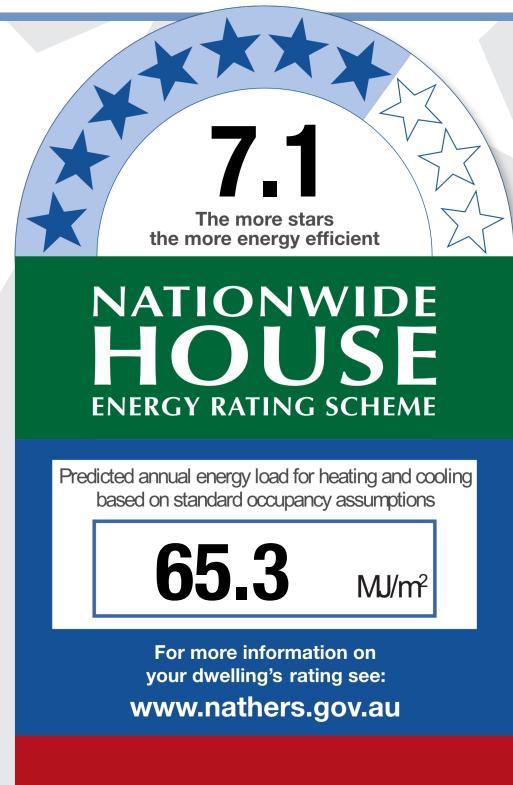 7.1
The more stars
the more energy efficient
NATIONWIDE
HOUSE
ENERGY RATING SCHEME
Predicted annual energy load for heating and cooling
based on standard occupancy assumptions
65.3 MJ/m²
For more information on
your dwelling's rating see:
www.nathers.gov.au